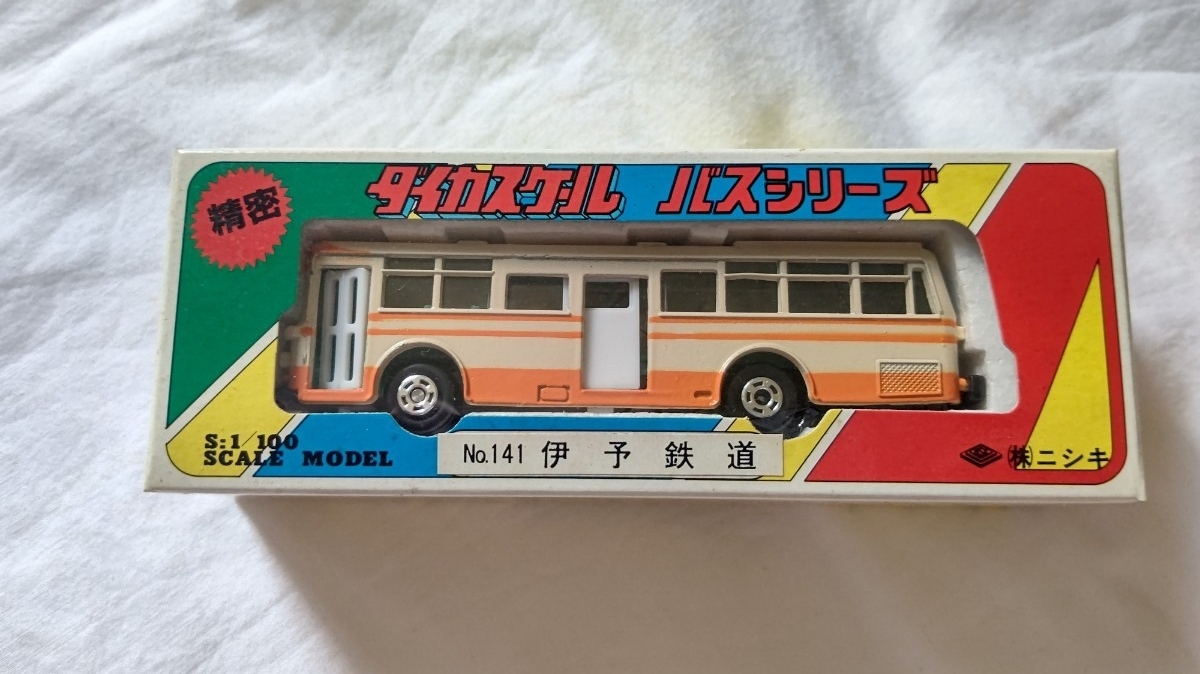 精密
ダイカスケール バスシリーズ
S:1/100
SCALE MODEL
No.141 伊予鉄道
㈱ニシキ